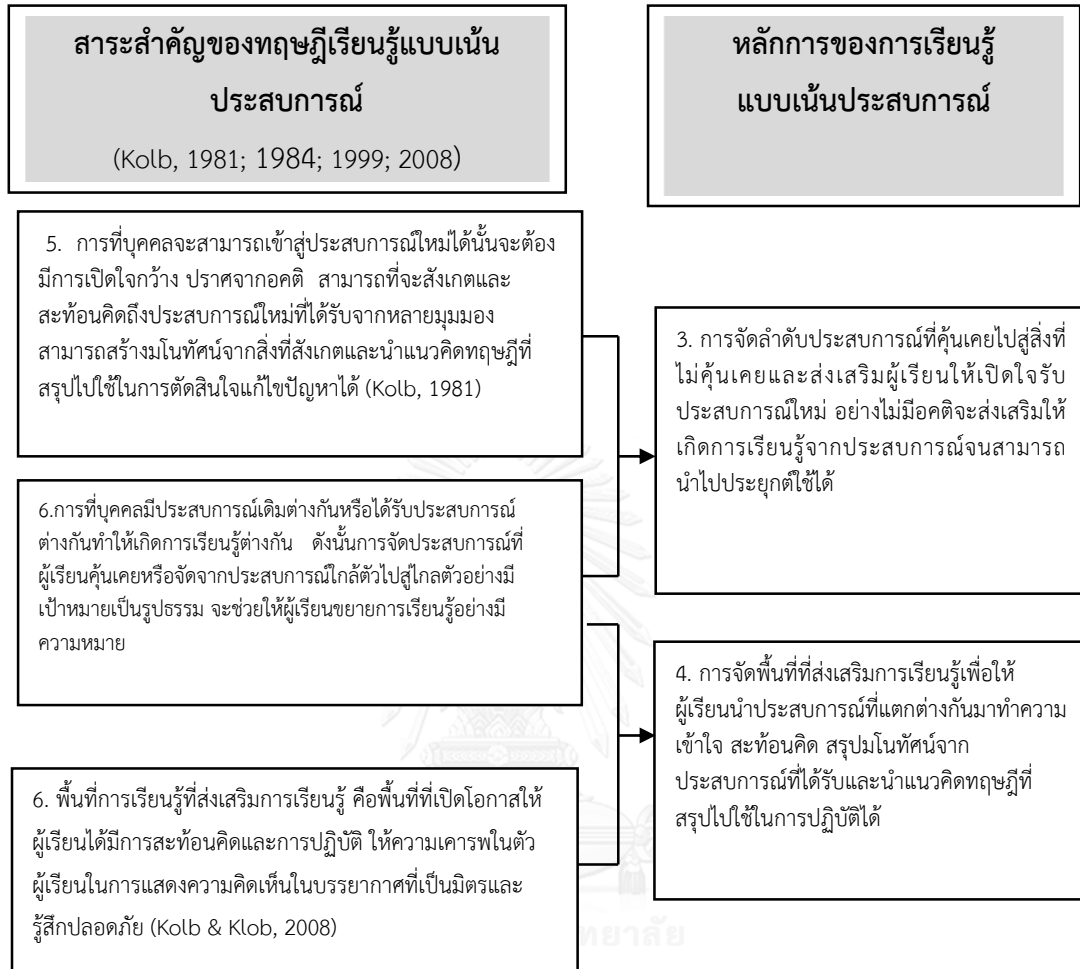 สาระสำคัญของทฤษฎีเรียนรู้แบบเน้น
ประสบการณ์
(Kolb, 1981; 1984; 1999; 2008)
หลักการของการเรียนรู้
แบบเน้นประสบการณ์
5. การที่บุคคลจะสามารถเข้าสู่ประสบการณ์ใหม่ได้นั้นจะต้อง
มีการเปิดใจกว้าง ปราศจากอคติ สามารถที่จะสังเกตและ
สะท้อนคิดถึงประสบการณ์ใหม่ที่ได้รับจากหลายมุมมอง
สามารถสร้างมโนทัศน์จากสิ่งที่สังเกตและนำแนวคิดทฤษฎีที่
สรุปไปใช้ในการตัดสินใจแก้ไขปัญหาได้ (Kolb, 1981)
3. การจัดลำดับประสบการณ์ที่คุ้นเคยไปสู่สิ่งที่
ไม่คุ้นเคยและส่งเสริมผู้เรียนให้เปิดใจรับ
ประสบการณ์ใหม่ อย่างไม่มีอคติจะส่งเสริมให้
เกิดการเรียนรู้จากประสบการณ์จนสามารถ
นำไปประยุกต์ใช้ได้
6.การที่บุคคลมีประสบการณ์เดิมต่างกันหรือได้รับประสบการณ์
ต่างกันทำให้เกิดการเรียนรู้ต่างกัน ดังนั้นการจัดประสบการณ์ที่
ผู้เรียนคุ้นเคยหรือจัดจากประสบการณ์ใกล้ตัวไปสู่ไกลตัวอย่างมี
เป้าหมายเป็นรูปธรรม จะช่วยให้ผู้เรียนขยายการเรียนรู้อย่างมี
ความหมาย
4. การจัดพื้นที่ที่ส่งเสริมการเรียนรู้เพื่อให้
ผู้เรียนนำประสบการณ์ที่แตกต่างกันมาทำความ
เข้าใจ สะท้อนคิด สรุปมโนทัศน์จาก
ประสบการณ์ที่ได้รับและนำแนวคิดทฤษฎีที่
สรุปไปใช้ในการปฏิบัติได้
6. พื้นที่การเรียนรู้ที่ส่งเสริมการเรียนรู้ คือพื้นที่ที่เปิดโอกาสให้
ผู้เรียนได้มีการสะท้อนคิดและการปฏิบัติ ให้ความเคารพในตัว
ผู้เรียนในการแสดงความคิดเห็นในบรรยากาศที่เป็นมิตรและ
รู้สึกปลอดภัย (Kolb & Klob, 2008)
ทยาลัย